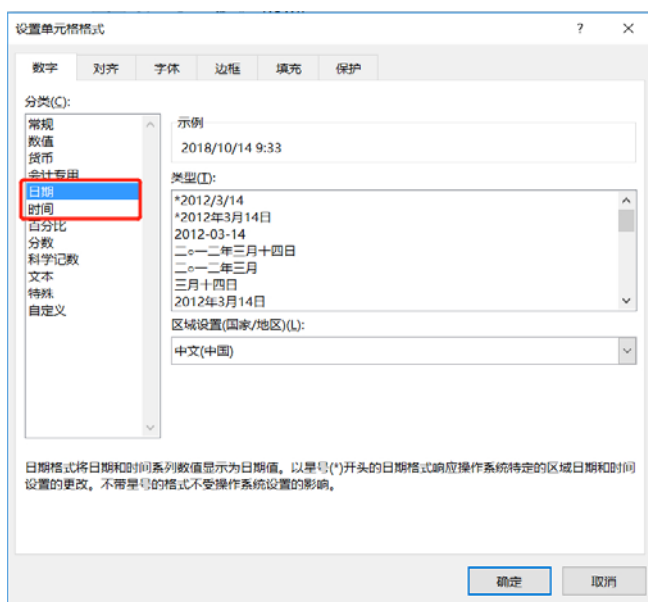 设置单元格格式
? ×
数字 对齐 字体 边框 填充 保护
分类(C):
常规
数值
货币
会计专用
日期
时间
百分比
分数
科学记数
文本
特殊
自定义
示例
2018/10/14 9:33
类型(T):
*2012/3/14
*2012年3月14日
2012-03-14
二○一二年三月十四日
二○一二年三月
三月十四日
2012年3月14日
区域设置(国家/地区)(L):
中文(中国)
日期格式将日期和时间系列数值显示为日期值。以星号(*)开头的日期格式响应操作系统特定的区域日期和时间
设置的更改。不带星号的格式不受操作系统设置的影响。
确定 取消